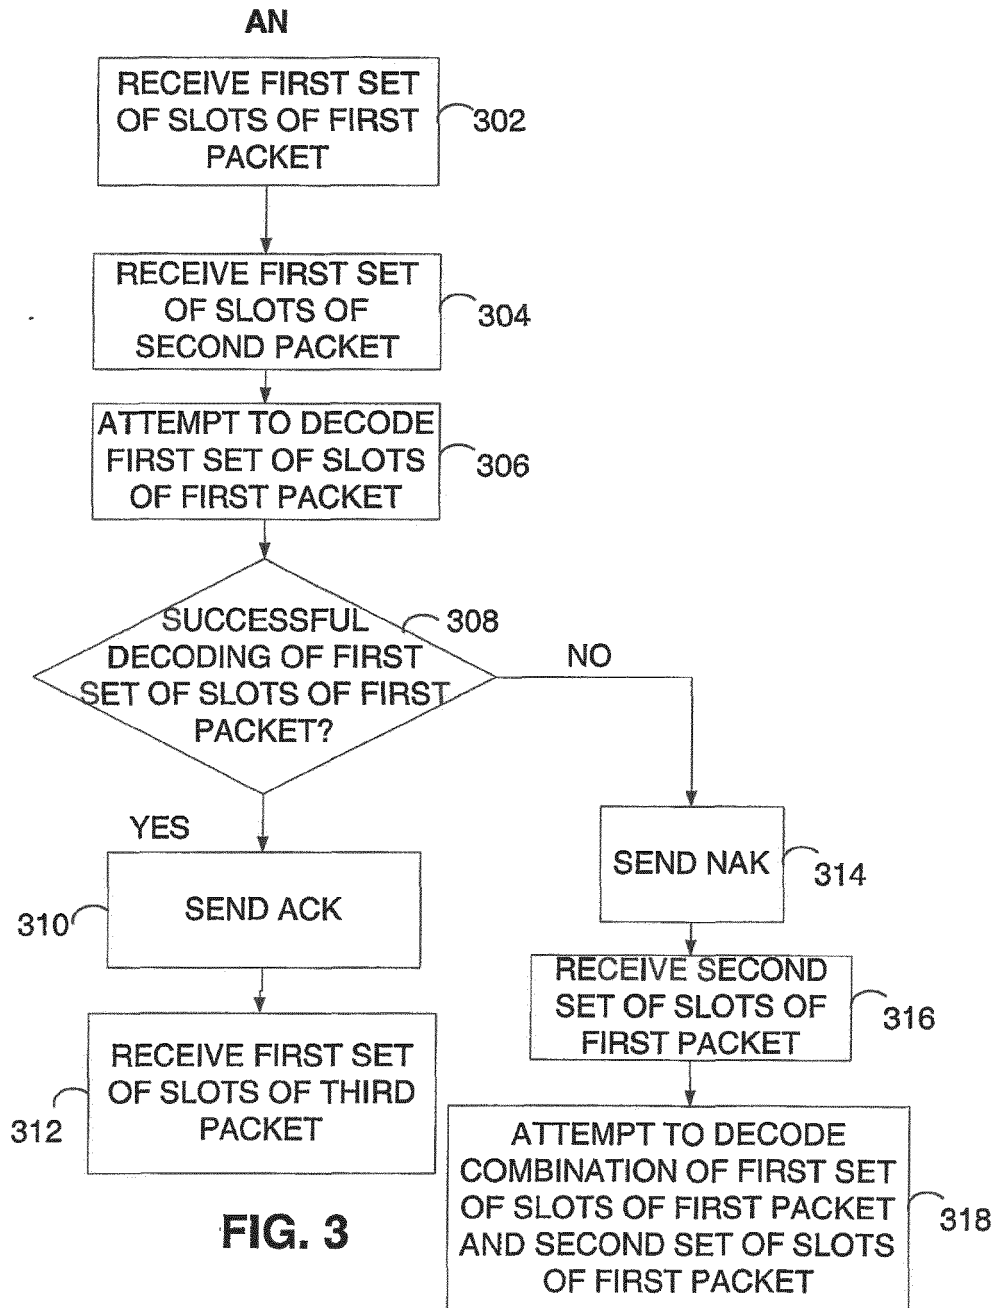 AN
RECEIVE FIRST SET
OF SLOTS OF FIRST
PACKET
302
RECEIVE FIRST SET
OF SLOTS OF
SECOND PACKET
304
ATTEMPT TO DECODE
FIRST SET OF SLOTS
OF FIRST PACKET
306
SUCCESSFUL
DECODING OF FIRST
SET OF SLOTS OF FIRST
PACKET?
308
NO
YES
SEND ACK
310
RECEIVE FIRST SET
OF SLOTS OF THIRD
PACKET
312
SEND NAK
314
RECEIVE SECOND
SET OF SLOTS OF
FIRST PACKET
316
ATTEMPT TO DECODE
COMBINATION OF FIRST SET
OF SLOTS OF FIRST PACKET
AND SECOND SET OF SLOTS
OF FIRST PACKET
318
FIG. 3